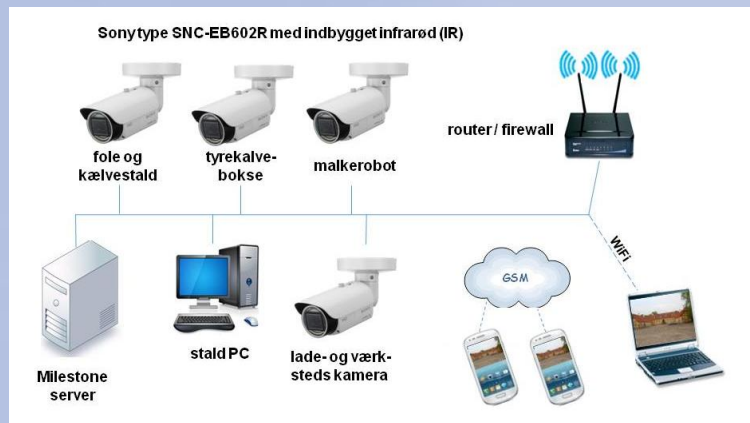 Sony type SNC-EB602R med indbygget infrarød (IR)
fole og
kælvestald
tyrekalve-
bokse
malkerobot
router / firewall
WiFi
GSM
Milestone
server
stald PC
lade- og værk-
steds kamera